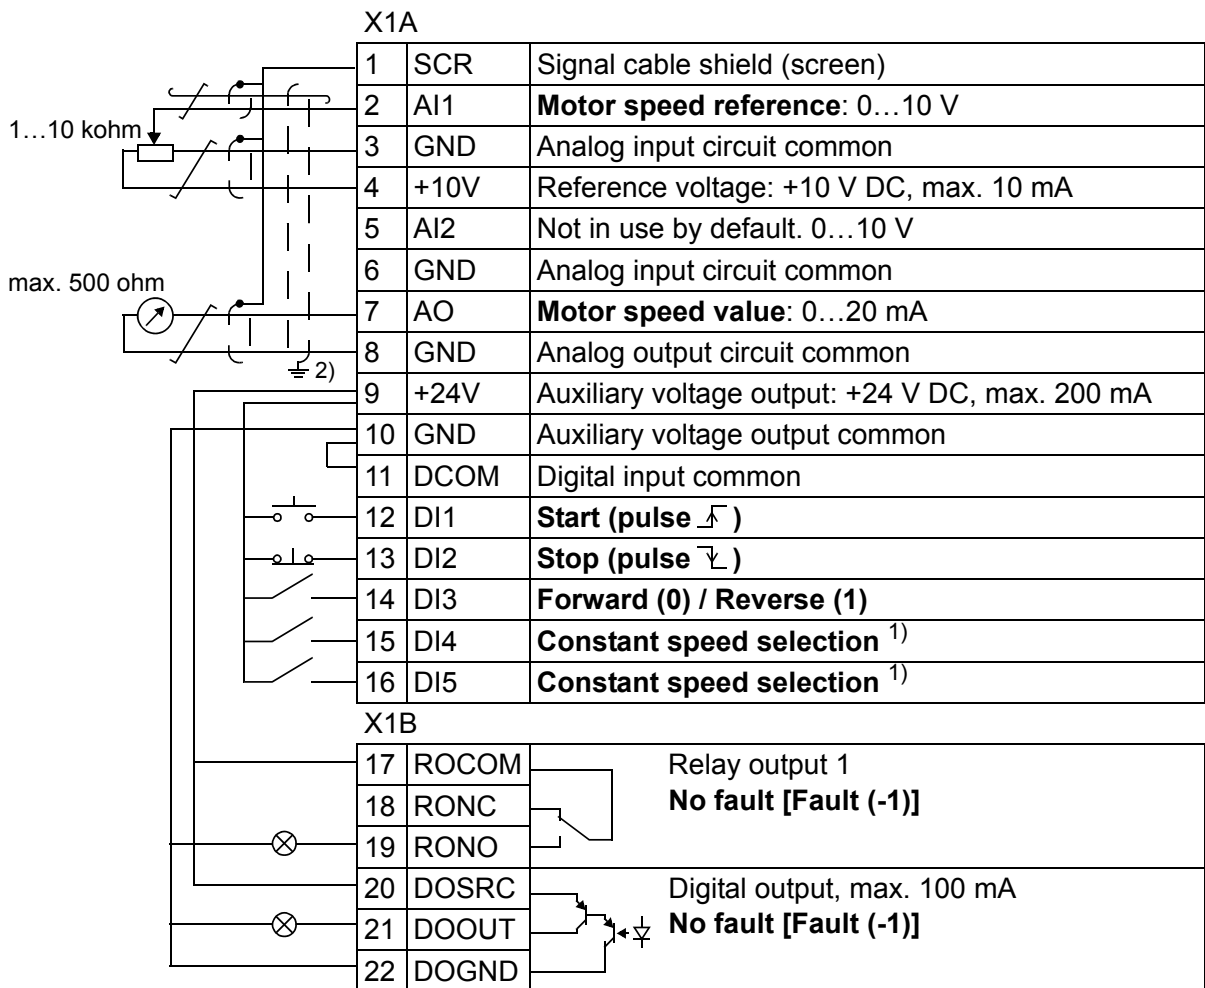 X1A
1 SCR Signal cable shield (screen)
2 AI1 Motor speed reference: 0…10 V
1…10 kohm
3 GND Analog input circuit common
4 +10V Reference voltage: +10 V DC, max. 10 mA
5 AI2 Not in use by default. 0…10 V
6 GND Analog input circuit common
max. 500 ohm
7 AO Motor speed value: 0…20 mA
8 GND Analog output circuit common
2)
9 +24V Auxiliary voltage output: +24 V DC, max. 200 mA
10 GND Auxiliary voltage output common
11 DCOM Digital input common
12 DI1 Start (pulse )
13 DI2 Stop (pulse )
14 DI3 Forward (0) / Reverse (1)
15 DI4 Constant speed selection 1)
16 DI5 Constant speed selection 1)
X1B
17 ROCOM Relay output 1
18 RONC No fault [Fault (-1)]
19 RONO
20 DOSRC Digital output, max. 100 mA
21 DOOUT No fault [Fault (-1)]
22 DOGND